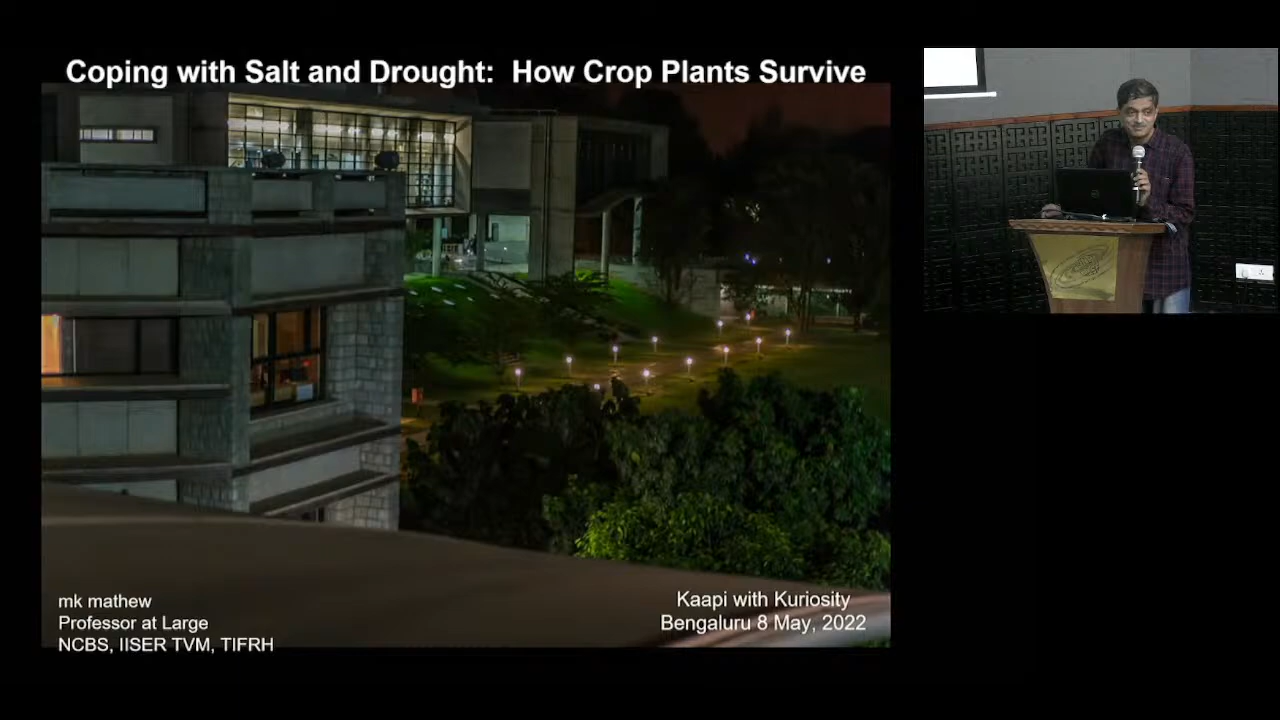 Coping with Salt and Drought: How Crop Plants Survive
mk mathew
Professor at Large
NCBS, IISER TVM, TIFRH
Kaapi with Kuriosity
Bengaluru 8 May, 2022